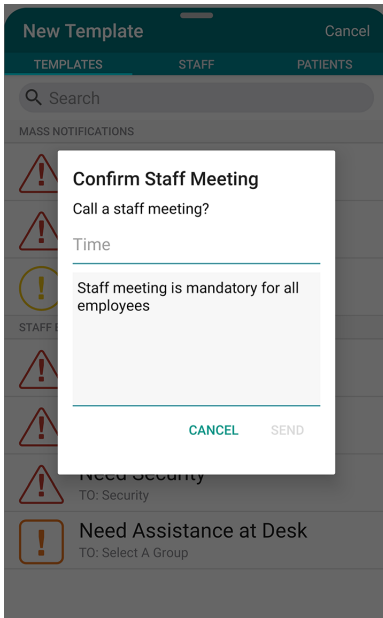 New Template
Cancel
TEMPLATES
STAFF
PATIENTS
Search
MASS NOTIFICATIONS
Confirm Staff Meeting
Call a staff meeting?
Time
Staff meeting is mandatory for all
employees
STAFF
CANCEL
SEND
Need Security
TO: Security
Need Assistance at Desk
TO: Select A Group